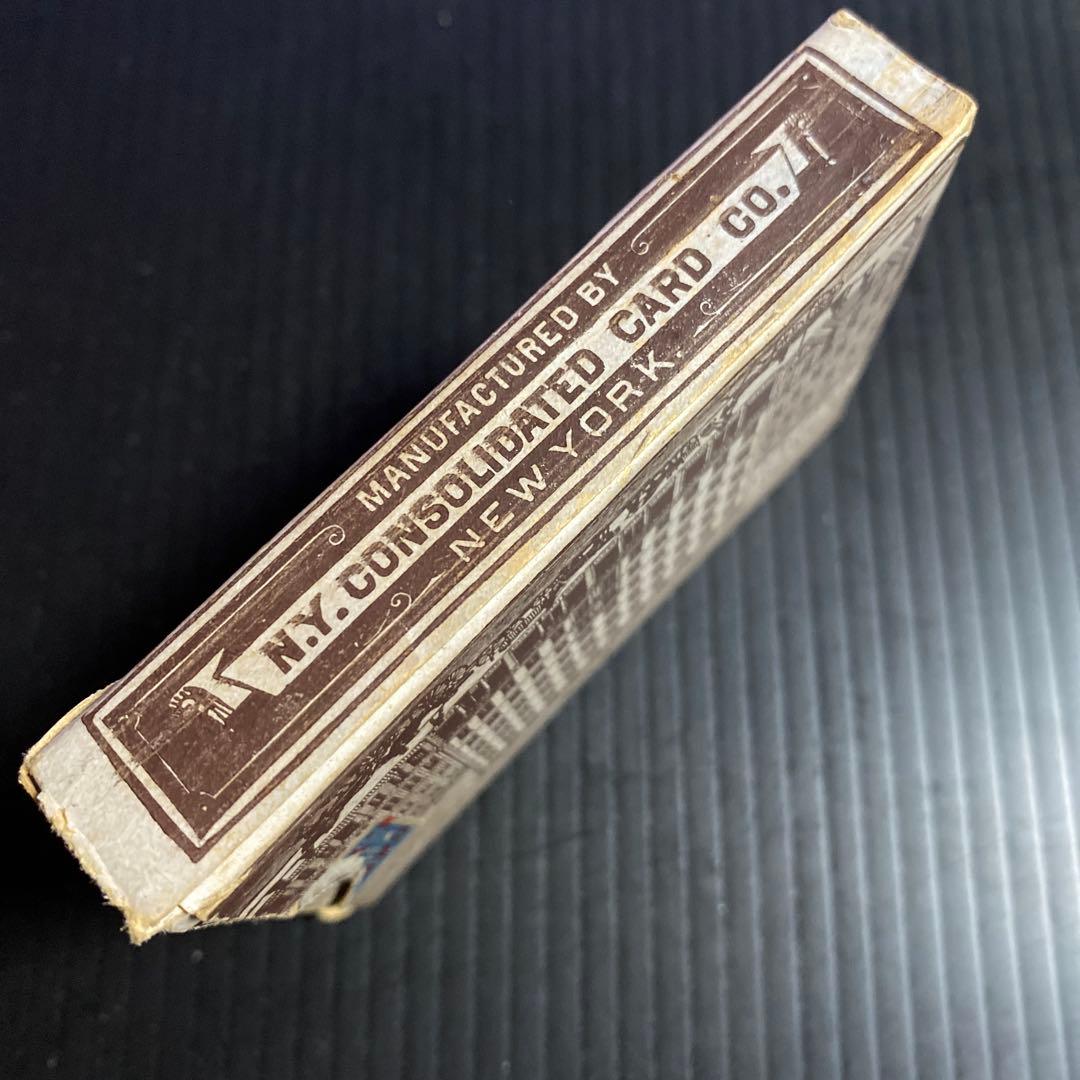 MANUFACTURED BY
N.Y. CONSOLIDATED CARD CO.
NEW YORK.